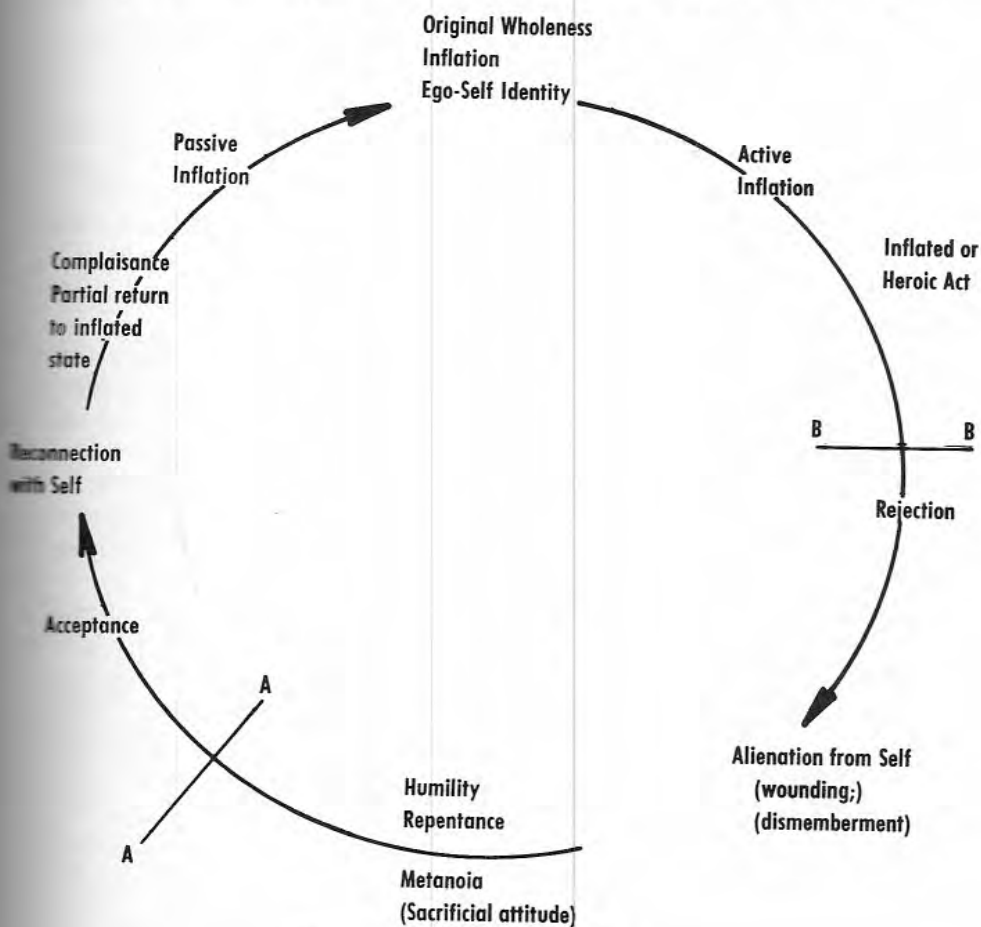 Original Wholeness
Inflation
Ego-Self Identity
Active
Inflation
Inflated or
Heroic Act
B B
Rejection
Alienation from Self
(wounding;)
(dismemberment)
Humility
Repentance
Metanoia
(Sacrificial attitude)
A
A
Acceptance
Reconnection
with Self
Complaisance
Partial return
to inflated
state
Passive
Inflation